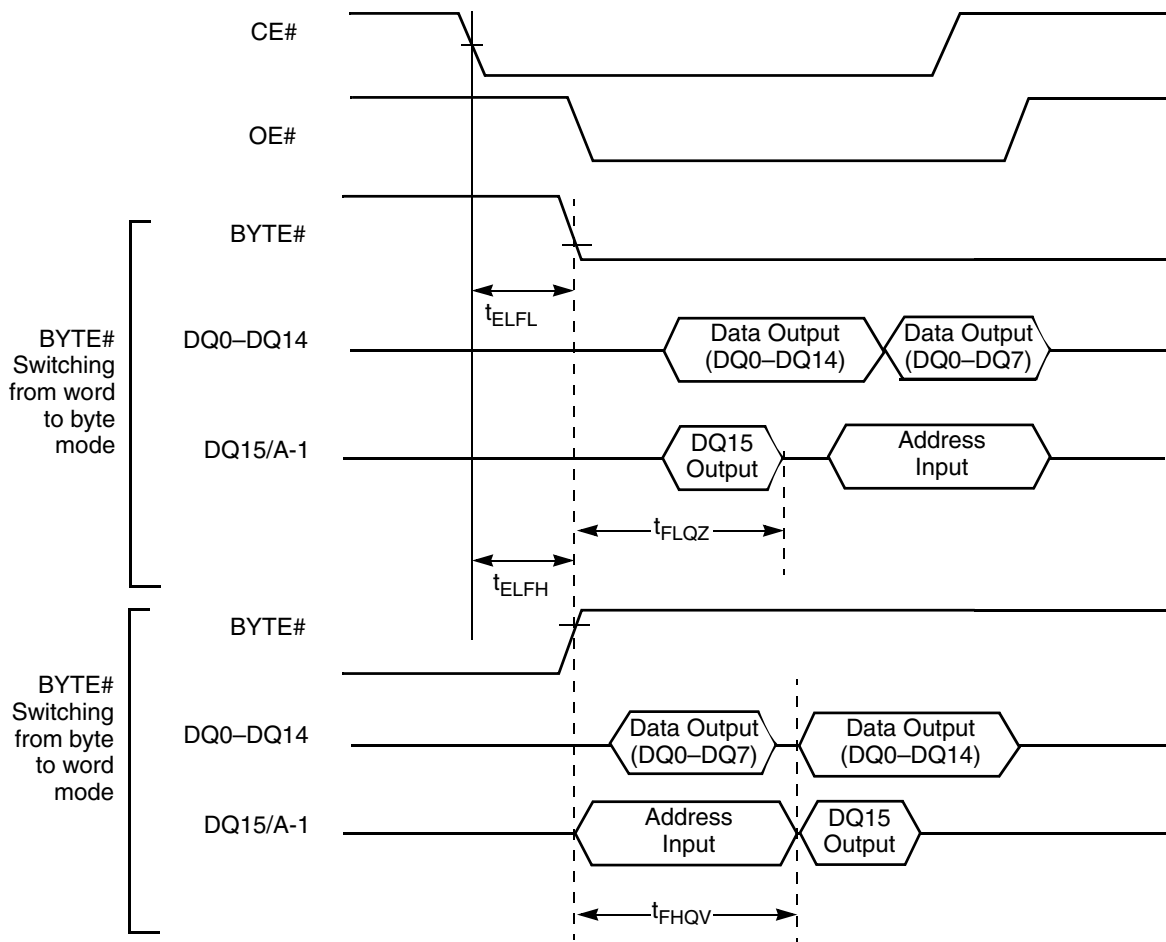 CE#
OE#
BYTE#
tELFL
BYTE#
Switching
from word
to byte
mode
DQ0–DQ14
Data Output
(DQ0–DQ14)
Data Output
(DQ0–DQ7)
DQ15/A-1
DQ15
Output
Address
Input
tFLQZ
tELFH
BYTE#
BYTE#
Switching
from byte
to word
mode
DQ0–DQ14
Data Output
(DQ0–DQ7)
Data Output
(DQ0–DQ14)
DQ15/A-1
Address
Input
DQ15
Output
tFHQV